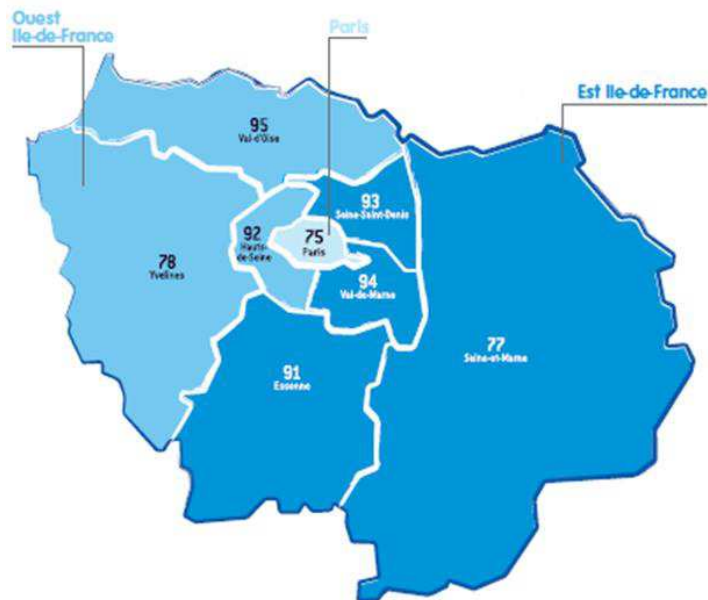 Ouest
Ile-de-France
Paris
Est Ile-de-France
95
Val-d'Oise
93
Seine-Saint-Denis
92
Hauts-
de-Seine
75
Paris
78
Yvelines
94
Val-de-Marne
77
Seine-et-Marne
91
Essonne